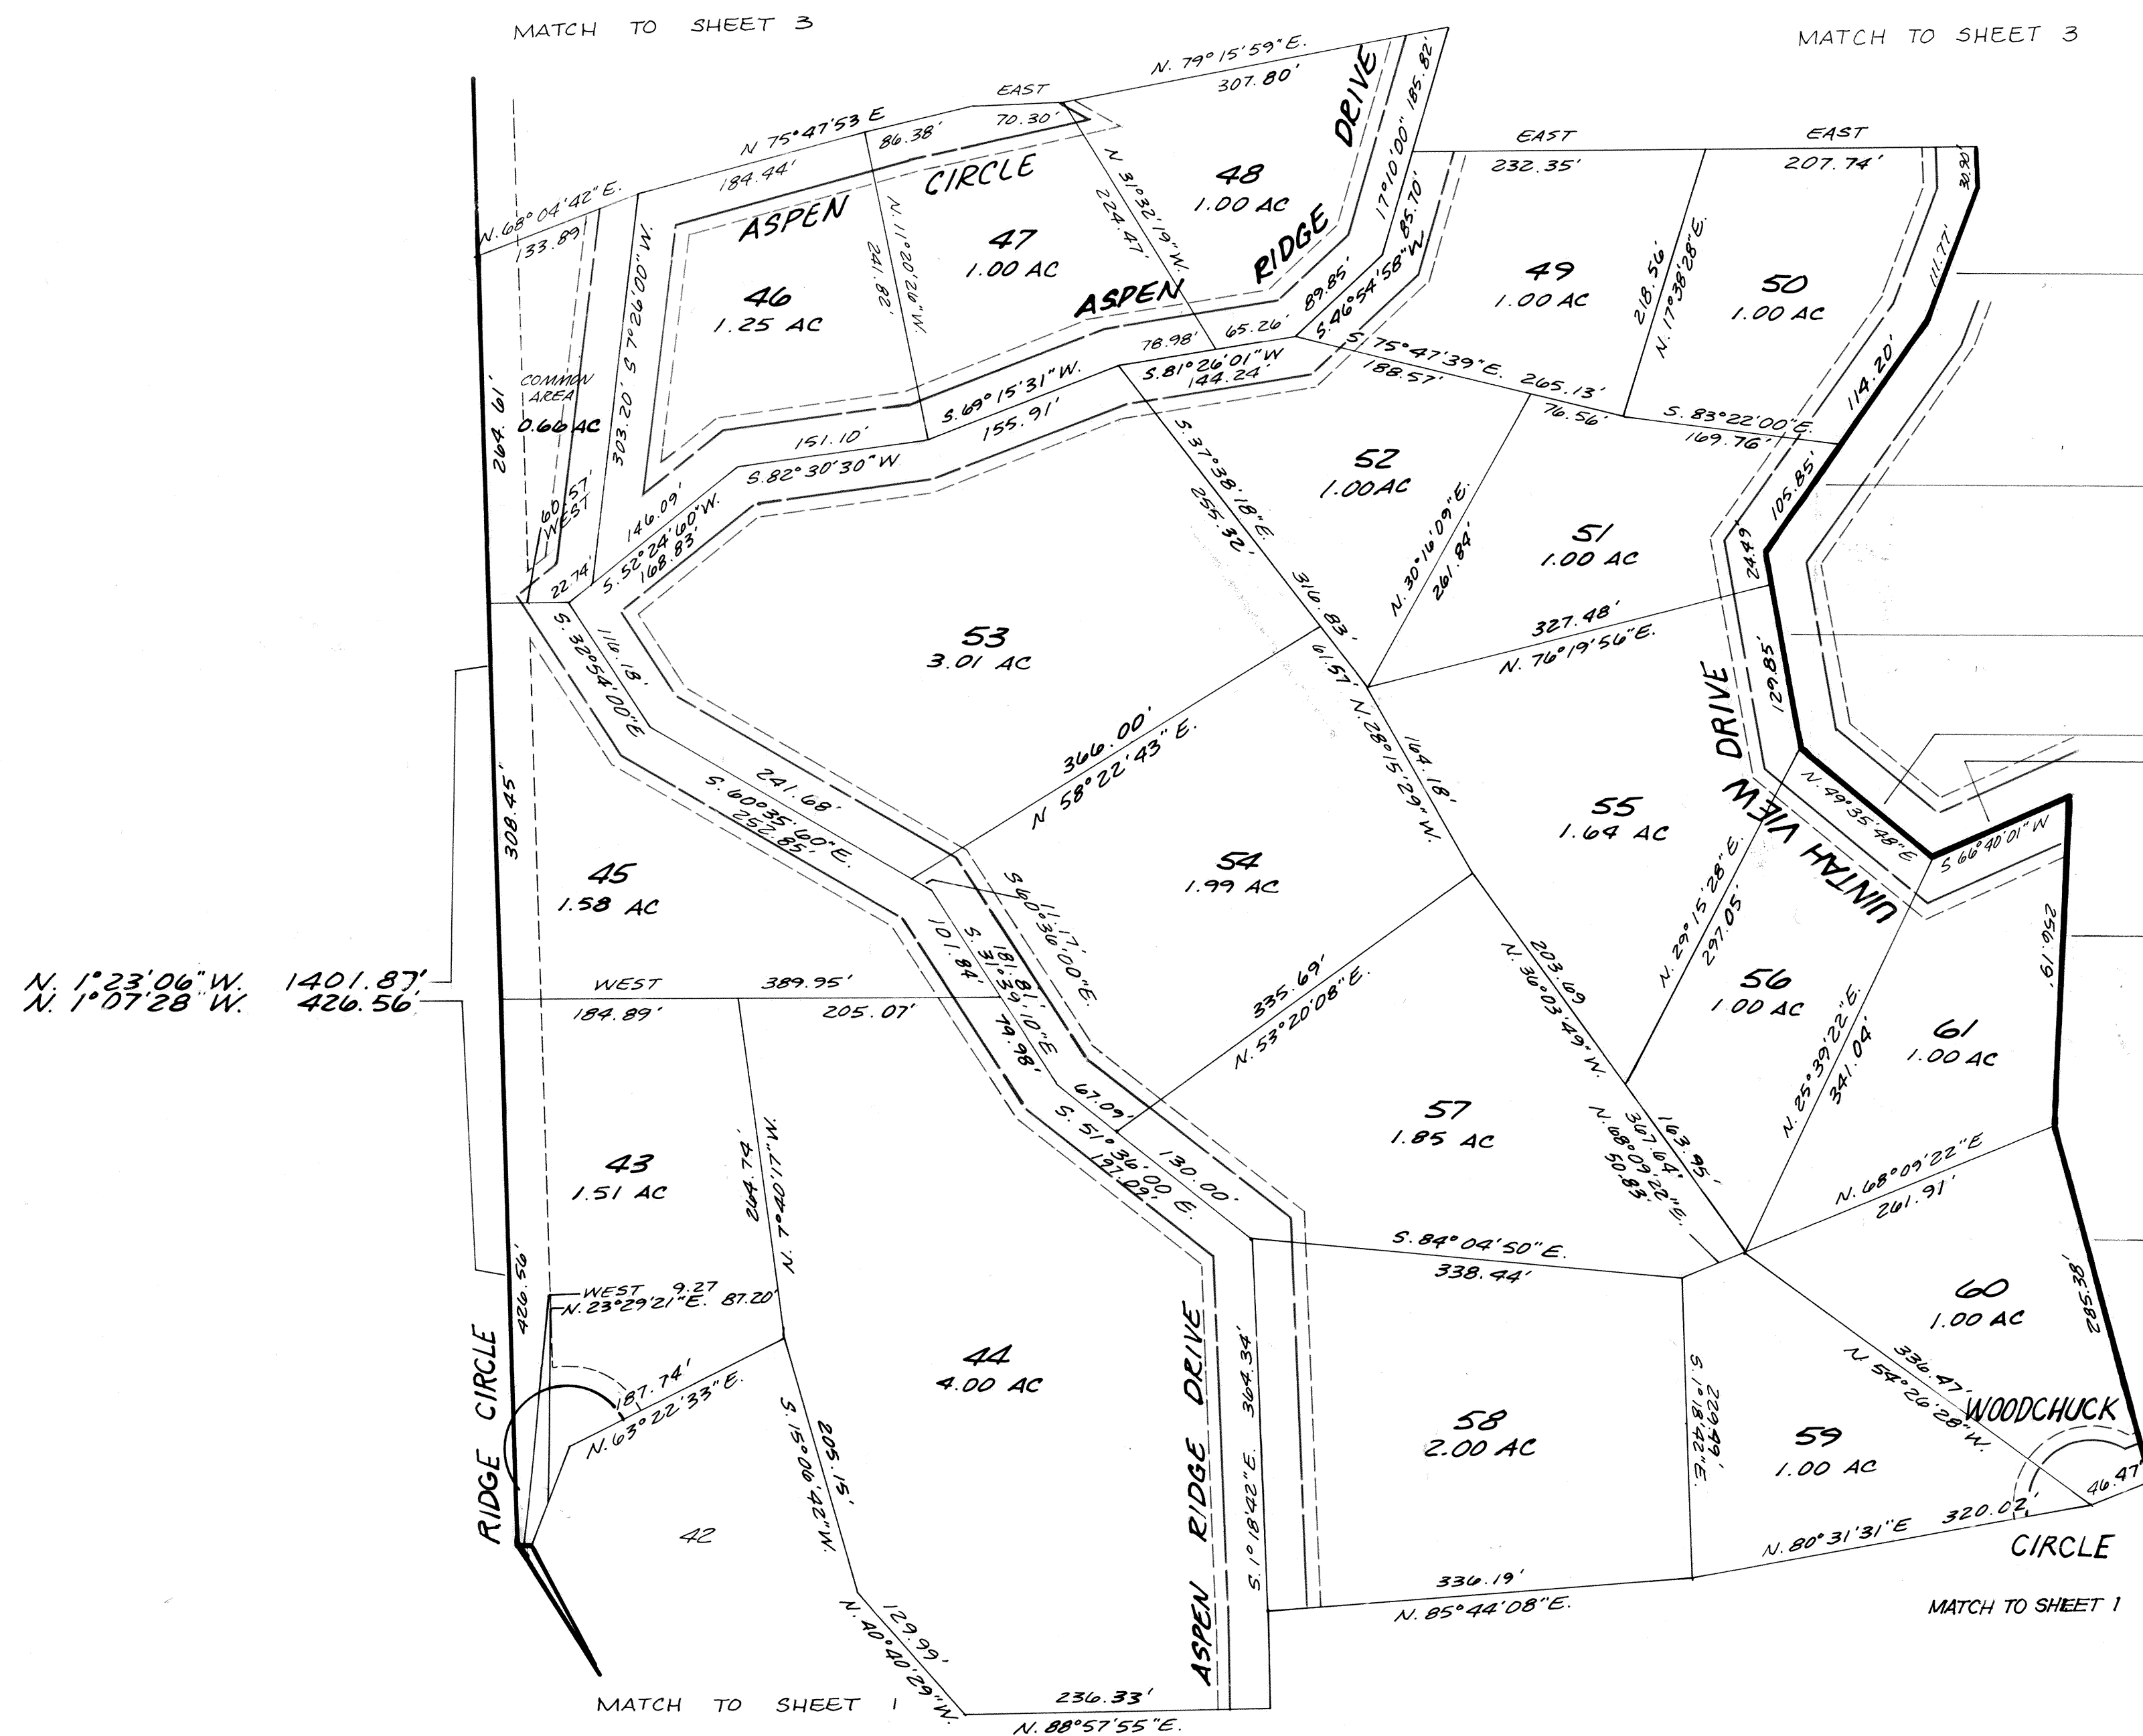 MATCH TO SHEET 3
MATCH TO SHEET 3
N. 79°15'59"E.
307.80'
EAST
70.30'
N 75°47'53 E
86.38'
184.44'
N. 68°04'42"E.
133.89'
ASPEN CIRCLE
ASPEN RIDGE DRIVE
185.82'
17°10'00"
85.70'
S. 46°54'58" W
89.85'
EAST
232.35'
EAST
207.74'
30.90'
111.77'
114.20'
105.85'
24.49'
129.85'
48
1.00 AC
47
1.00 AC
46
1.25 AC
N 31°32'19"W.
224.47'
N. 11°20'26"W.
241.82'
303.20'
49
1.00 AC
50
1.00 AC
218.56'
N. 17°38'28"E.
COMMON
AREA
0.66 AC
264.61'
60.57'
WEST
22.74'
78.98'
65.26'
S. 81°26'01"W
144.24'
S. 69°15'31"W.
155.91'
151.10'
S. 82°30'30"W
146.09'
S. 52°24'60"W.
168.83'
S. 75°47'39"E.
265.13'
188.57'
76.56'
S. 83°22'00"E.
169.76'
52
1.00 AC
S. 37°38'18"E.
255.32'
316.83'
61.57'
N. 30°16'09"E.
261.84'
51
1.00 AC
327.48'
N. 76°19'56"E.
53
3.01 AC
116.18'
S. 32°54'00"E
308.45'
241.68'
S. 60°35'60"E.
252.85'
366.00'
N 58°22'43"E.
N. 28°15'29"W.
164.18'
UINTAH VIEW DRIVE
N. 49°35'48"E
S 66°40'01"W
55
1.64 AC
54
1.99 AC
45
1.58 AC
11.17'
S 60°36'00"E.
101.84'
181.81'
S. 31°39'10"E
79.98'
N. 29°15'28"E.
297.05'
256.19'
56
1.00 AC
N. 1°23'06"W. 1401.87'
N. 1°07'28"W. 426.56'
WEST 389.95'
184.89' 205.07'
335.69'
N. 53°20'08"E.
203.69
N. 36°03'49"W.
61
1.00 AC
N. 25°39'22"E.
341.04'
67.09'
S. 51°36'00 E.
197.09'
130.00'
57
1.85 AC
163.95'
367.64'
N. 68°09'22"E.
50.83'
N. 68°09'22"E
261.91'
43
1.51 AC
264.74'
N. 7°40'17"W.
S. 84°04'50"E.
338.44'
426.56'
WEST 9.27
N. 23°29'21"E. 87.20'
60
1.00 AC
285.38'
44
4.00 AC
187.74'
N. 63°22'33"E.
RIDGE CIRCLE
364.34'
S. 1°18'42"E.
229.99'
S. 1°18'42"E.
336.47'
N 54°26'28"W.
WOODCHUCK
CIRCLE
58
2.00 AC
59
1.00 AC
46.47
320.02'
N. 80°31'31"E
42
205.15'
S. 15°06'42"W.
ASPEN RIDGE DRIVE
336.19'
N. 85°44'08"E.
MATCH TO SHEET 1
129.99'
N. 40°40'26"W.
MATCH TO SHEET 1
236.33'
N. 88°57'55"E.